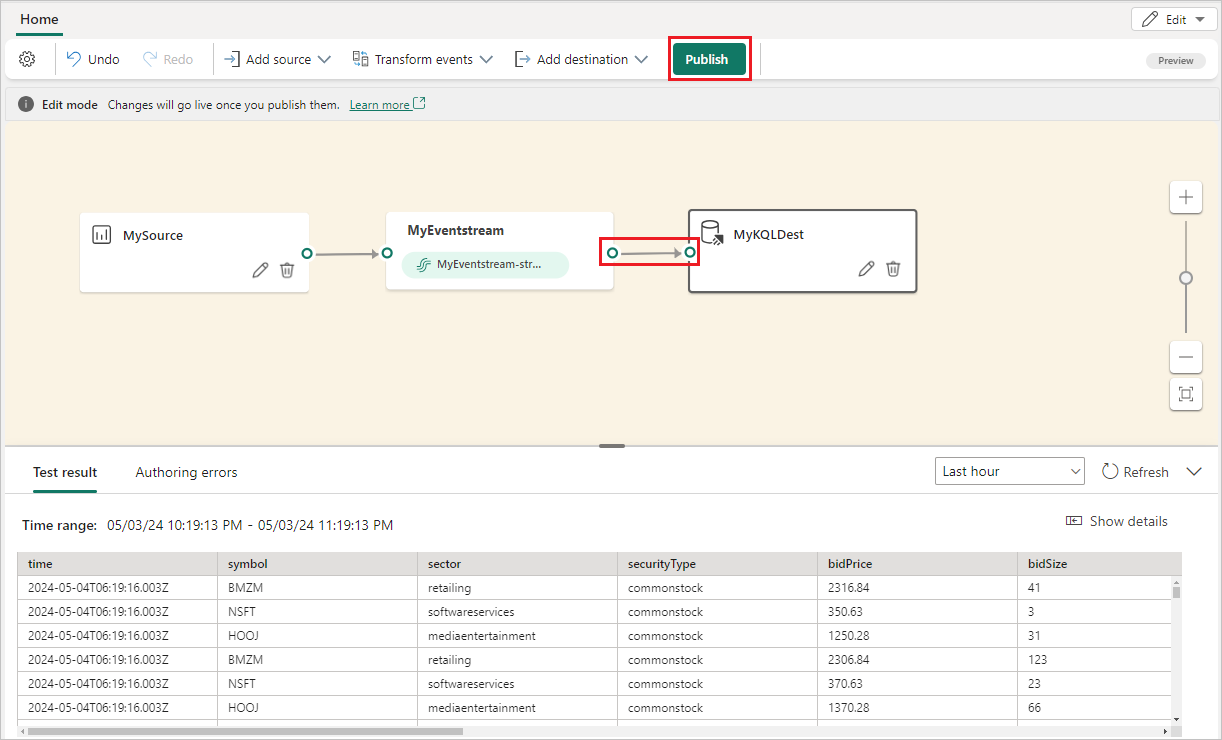 Home
Edit
Undo Redo Add source Transform events Add destination Publish Preview
Edit mode Changes will go live once you publish them. Learn more
MySource MyEventstream MyKQLDest
MyEventstream-str...
Test result Authoring errors Last hour Refresh
Time range: 05/03/24 10:19:13 PM - 05/03/24 11:19:13 PM Show details
time symbol sector securityType bidPrice bidSize
2024-05-04T06:19:16.003Z BMZM retailing commonstock 2316.84 41
2024-05-04T06:19:16.003Z NSFT softwareservices commonstock 350.63 3
2024-05-04T06:19:16.003Z HOOJ mediaentertainment commonstock 1250.28 31
2024-05-04T06:19:16.003Z BMZM retailing commonstock 2306.84 123
2024-05-04T06:19:16.003Z NSFT softwareservices commonstock 370.63 23
2024-05-04T06:19:16.003Z HOOJ mediaentertainment commonstock 1370.28 66